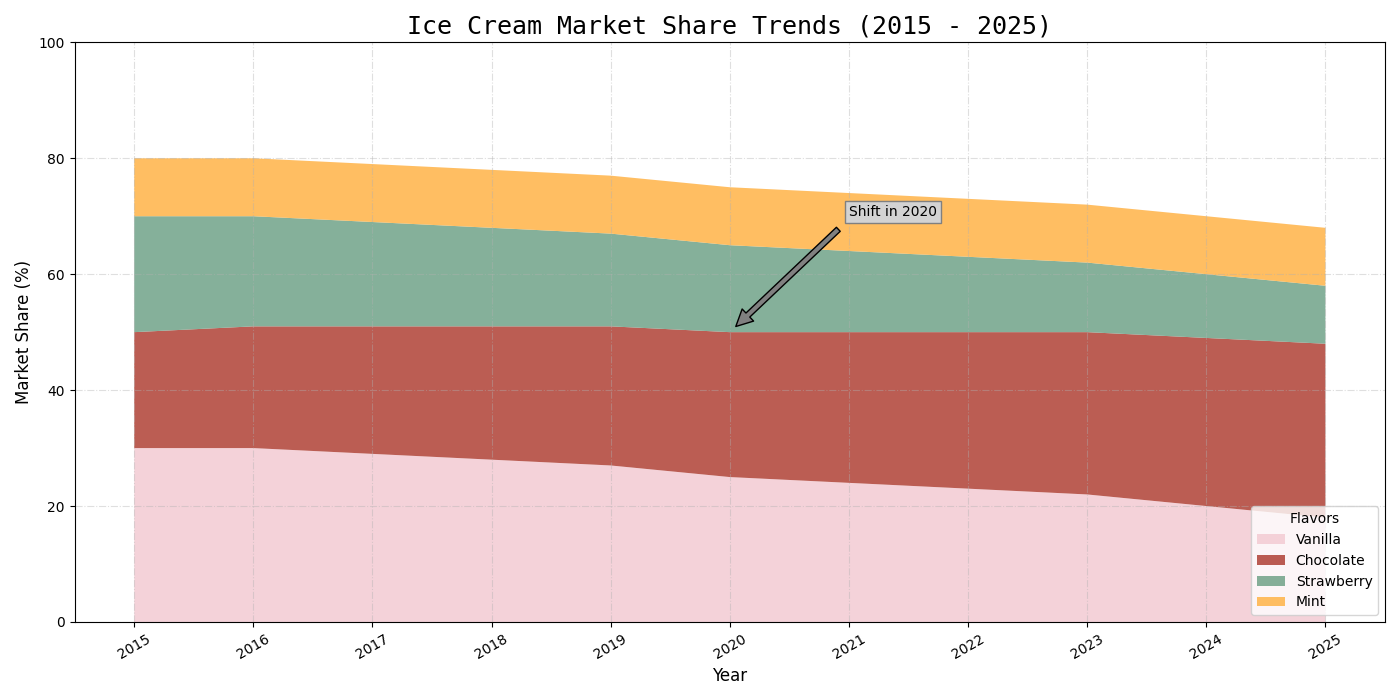 Ice Cream Market Share Trends (2015 - 2025)
Market Share (%)
100
80
60
40
20
0
Shift in 2020
Flavors
Vanilla
Chocolate
Strawberry
Mint
2015 2016 2017 2018 2019 2020 2021 2022 2023 2024 2025
Year